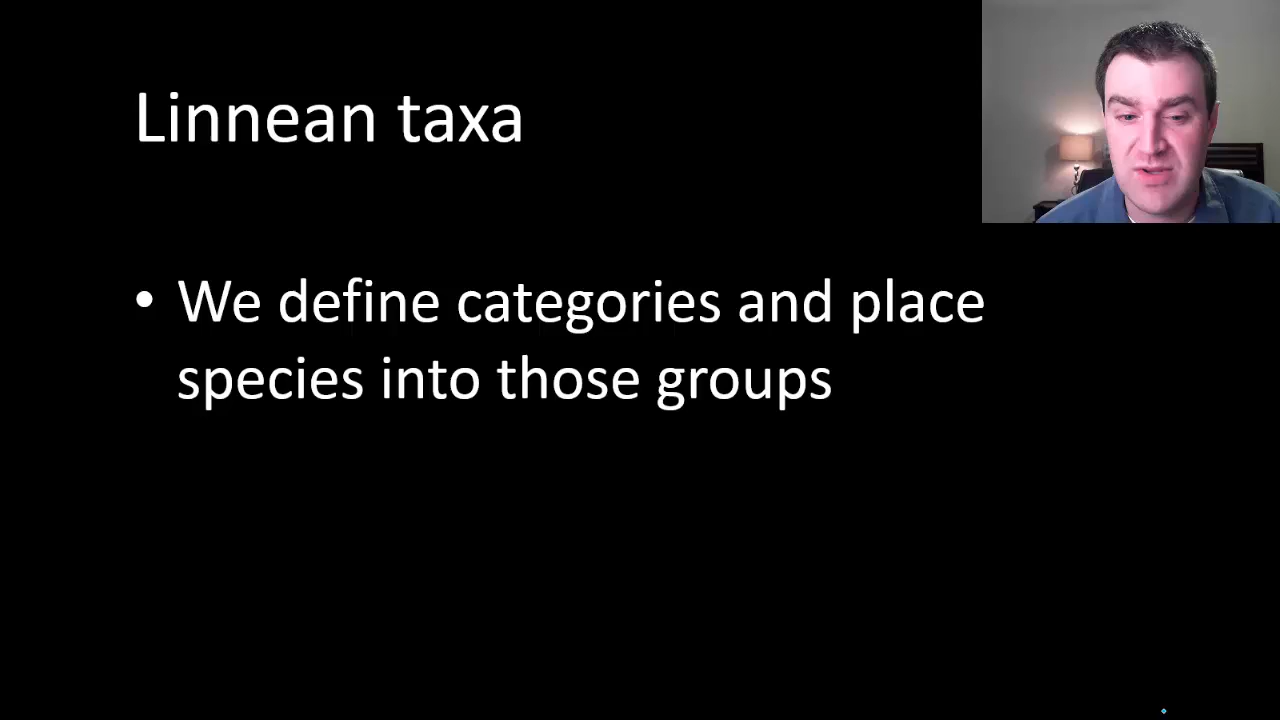 Linnean taxa
• We define categories and place
species into those groups